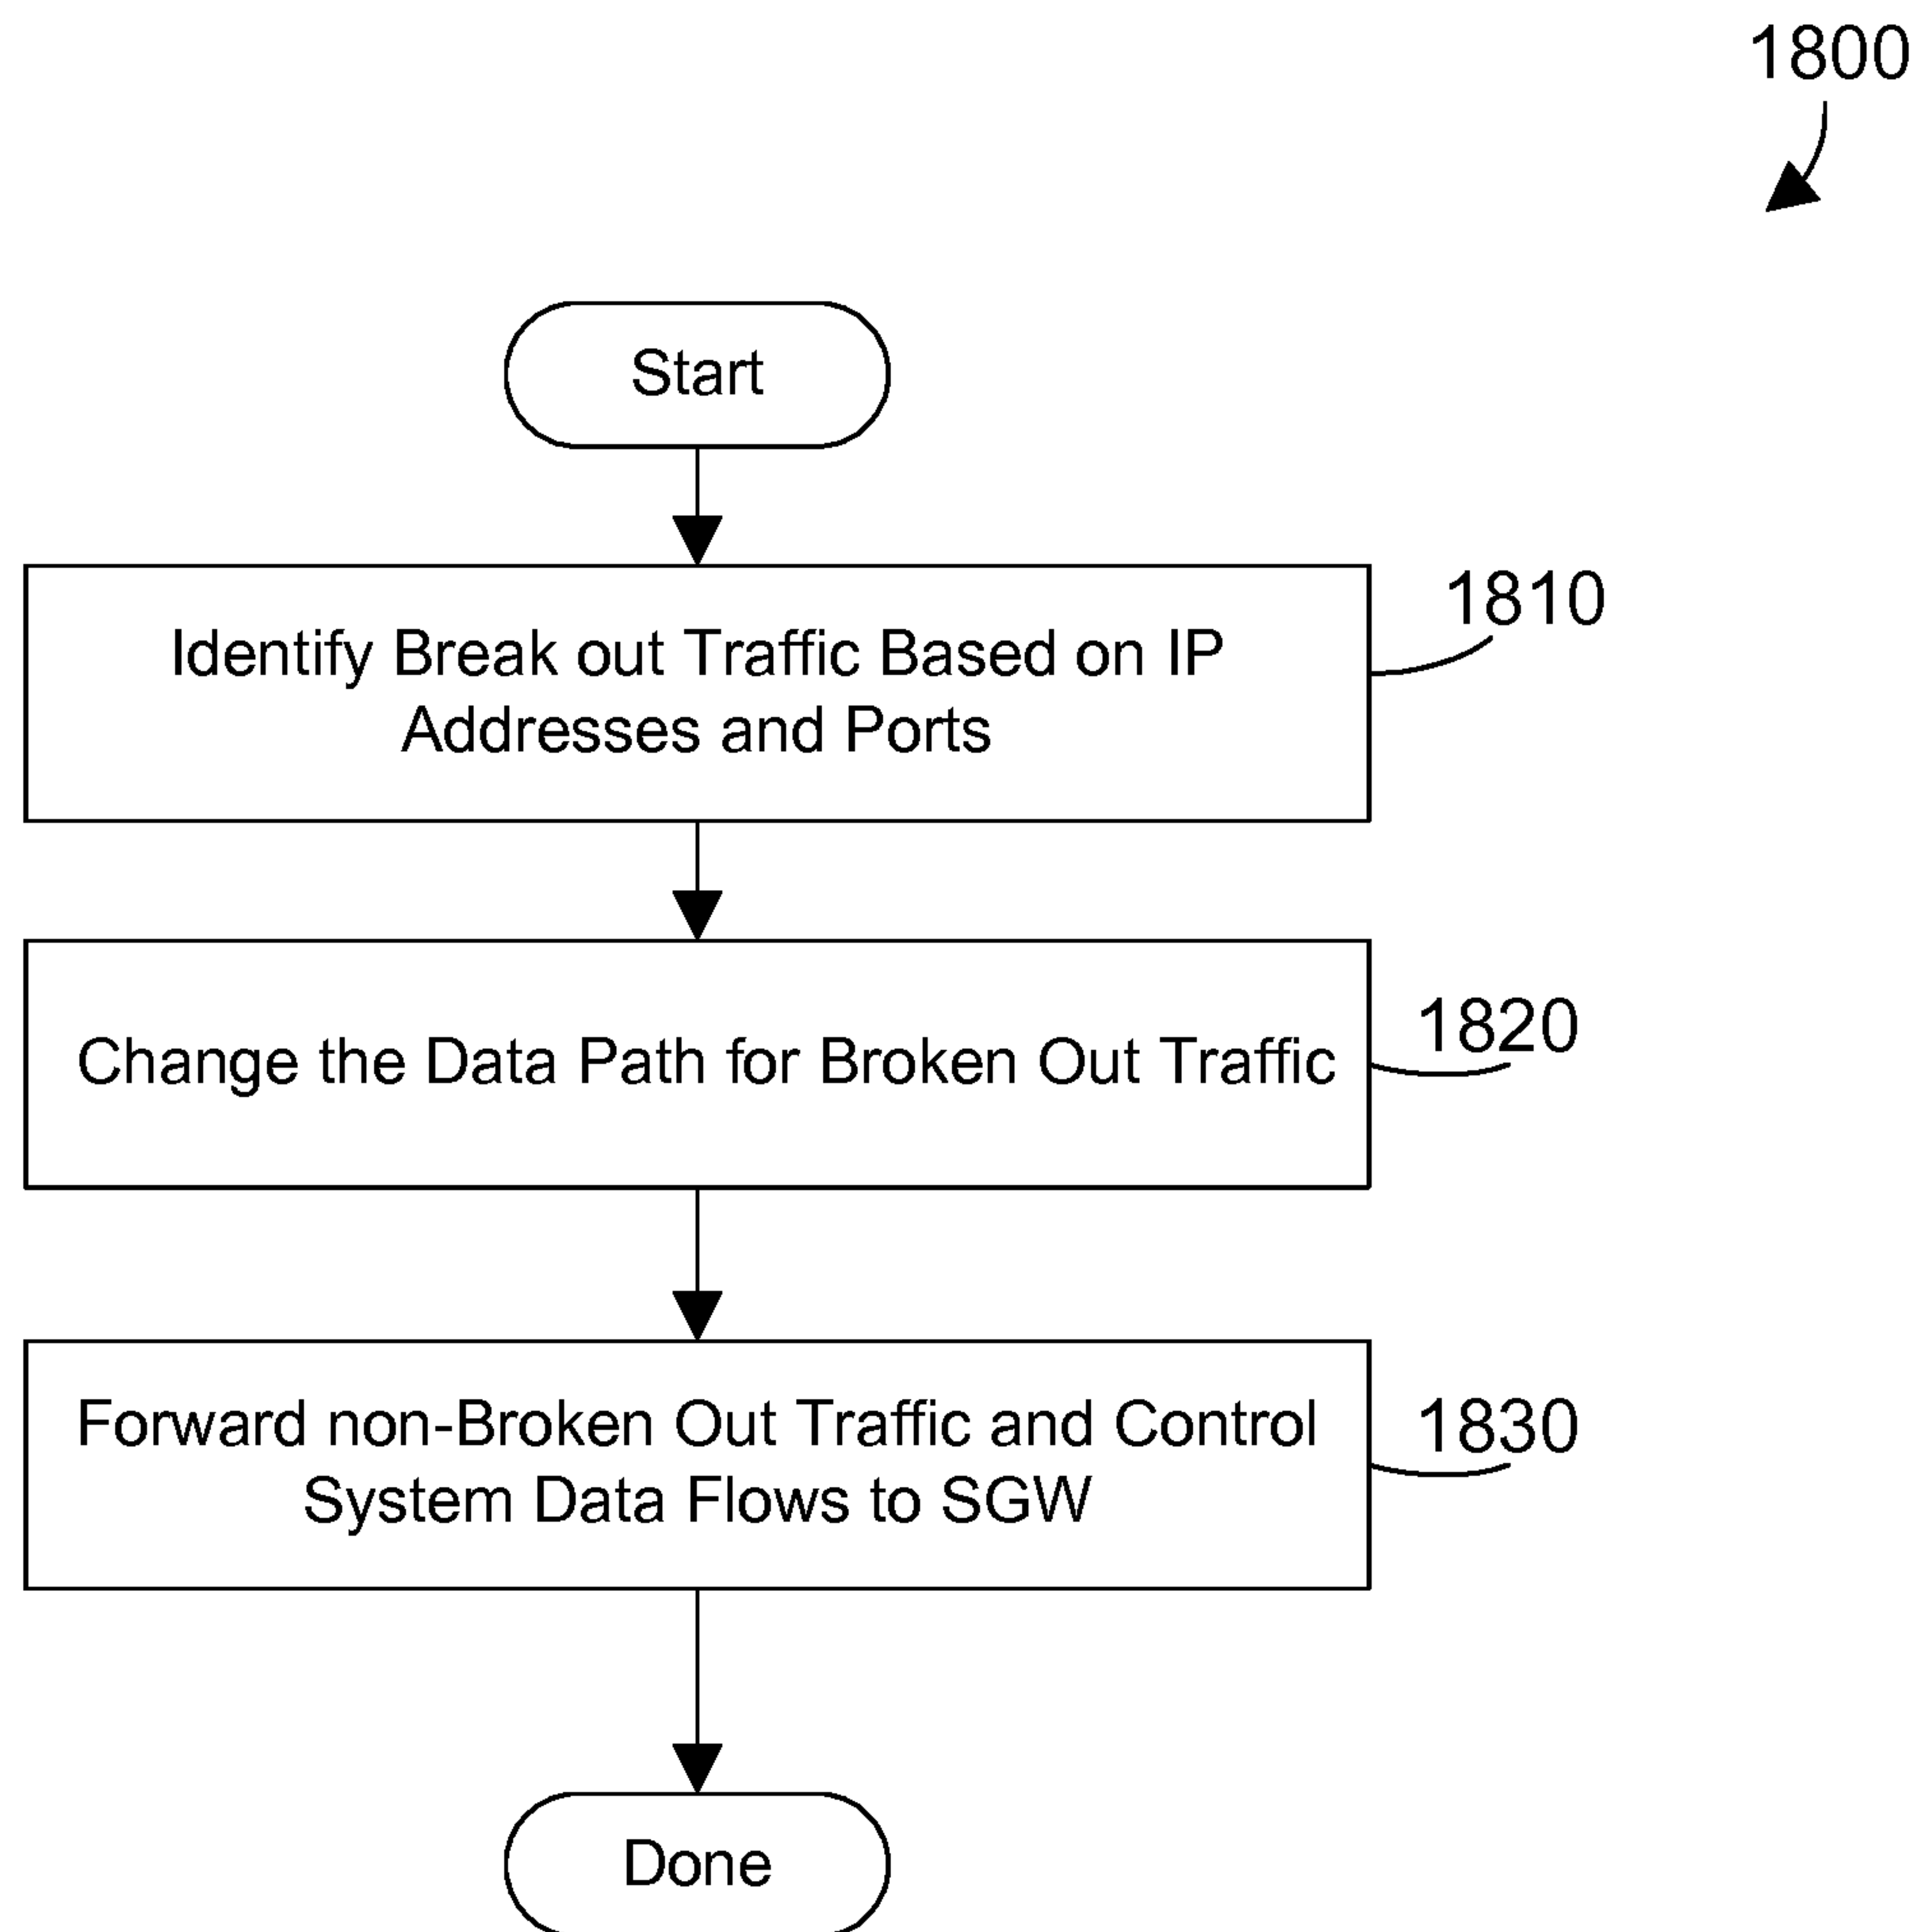 1800
Start
Identify Break out Traffic Based on IP
Addresses and Ports
1810
Change the Data Path for Broken Out Traffic
1820
Forward non-Broken Out Traffic and Control
System Data Flows to SGW
1830
Done